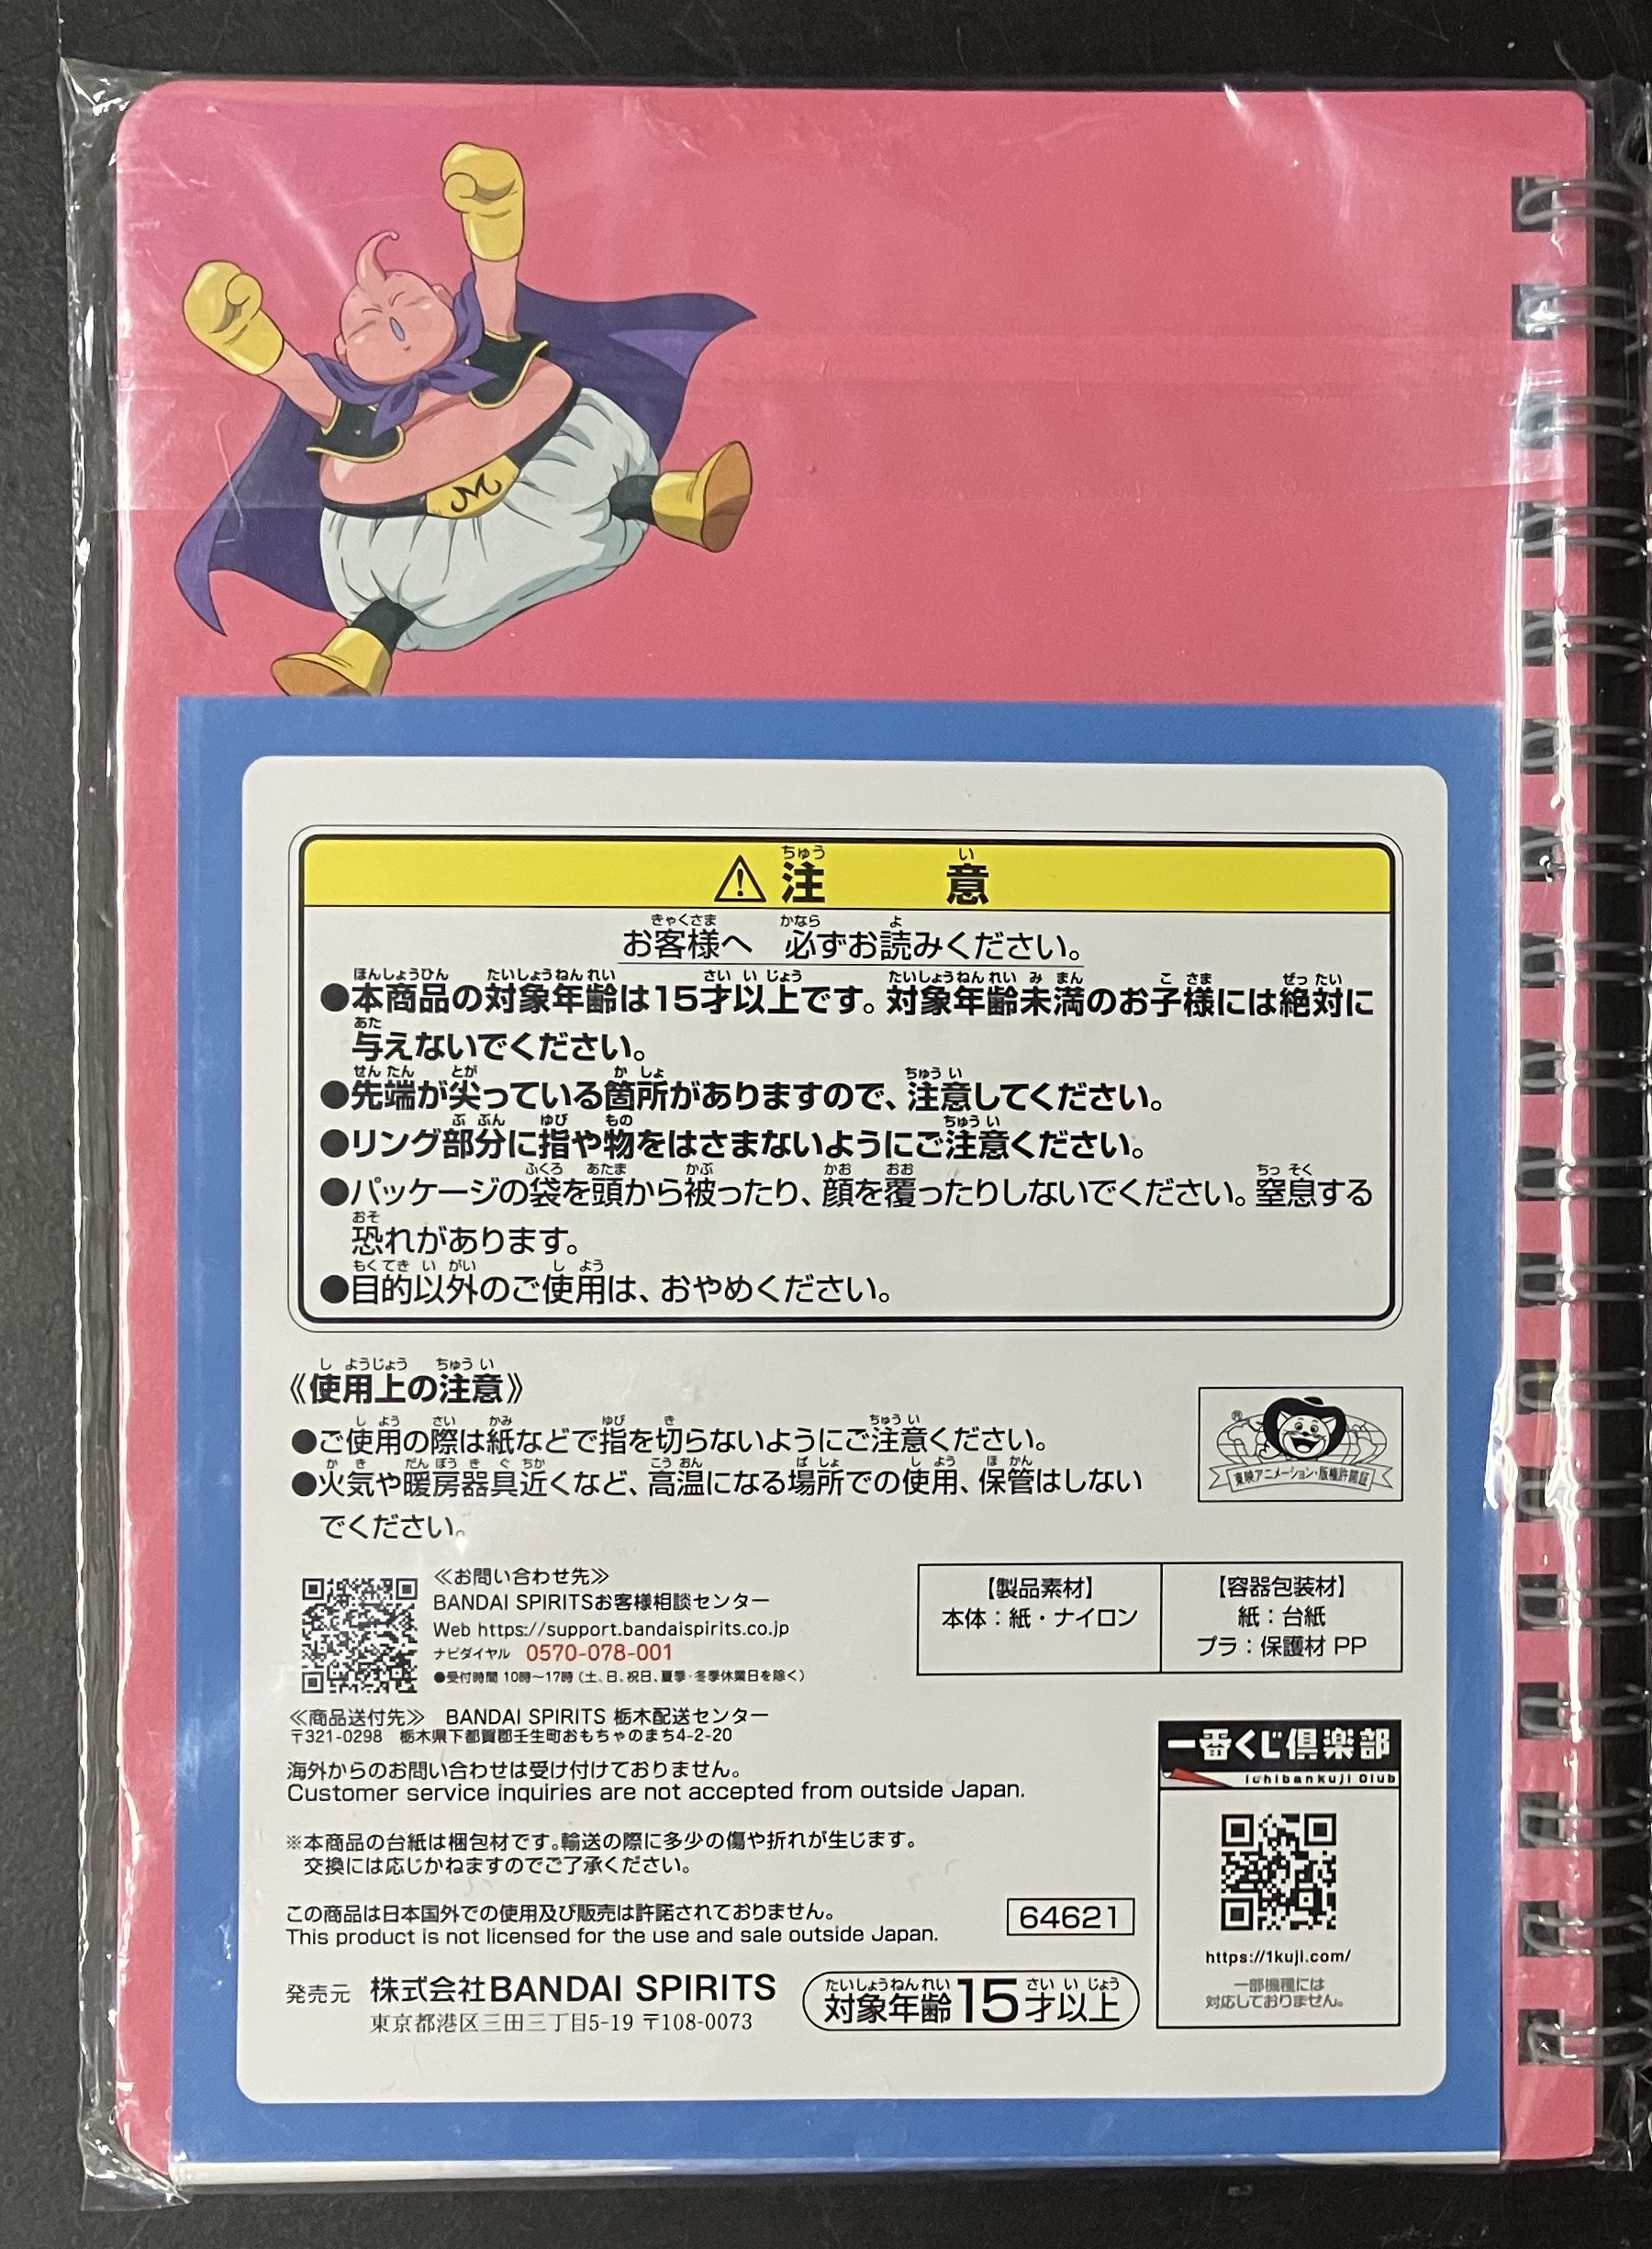 ⚠注意
お客様へ 必ずお読みください。
●本商品の対象年齢は15才以上です。対象年齢未満のお子様には絶対に
与えないでください。
●先端が尖っている箇所がありますので、注意してください。
●リング部分に指や物をはさまないようにご注意ください。
●パッケージの袋を頭から被ったり、顔を覆ったりしないでください。窒息する
恐れがあります。
●目的以外のご使用は、おやめください。
《使用上の注意》
●ご使用の際は紙などで指を切らないようにご注意ください。
●火気や暖房器具近くなど、高温になる場所での使用、保管はしない
でください。
東映アニメーション・版権許諾証
≪お問い合わせ先≫
BANDAI SPIRITSお客様相談センター
Web https://support.bandaispirits.co.jp
ナビダイヤル 0570-078-001
●受付時間 10時～17時（土、日、祝日、夏季・冬季休業日を除く）
【製品素材】
本体：紙・ナイロン
【容器包装材】
紙：台紙
プラ：保護材 PP
≪商品送付先≫ BANDAI SPIRITS 栃木配送センター
〒321-0298 栃木県下都賀郡壬生町おもちゃのまち4-2-20
海外からのお問い合わせは受け付けておりません。
Customer service inquiries are not accepted from outside Japan.
※本商品の台紙は梱包材です。輸送の際に多少の傷や折れが生じます。
交換には応じかねますのでご了承ください。
この商品は日本国外での使用及び販売は許諾されておりません。
This product is not licensed for the use and sale outside Japan.
64621
発売元 株式会社BANDAI SPIRITS
東京都港区三田三丁目5-19 〒108-0073
対象年齢15才以上
一番くじ倶楽部
Ichibankuji Club
https://1kuji.com/
一部機種には
対応しておりません。